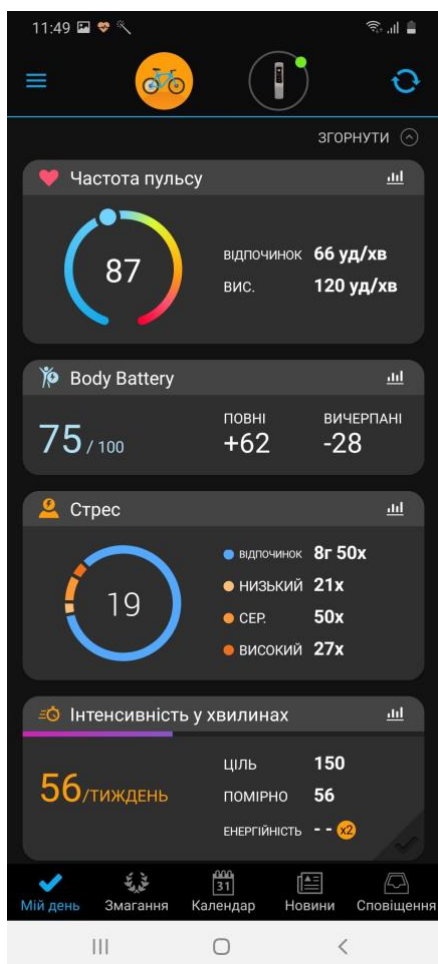 11:49
ЗГОРНУТИ
Частота пульсу
87
ВІДПОЧИНОК 66 уд/хв
ВИС. 120 уд/хв
Body Battery
75 / 100
ПОВНІ ВИЧЕРПАНІ
+62 -28
Стрес
19
ВІДПОЧИНОК 8г 50х
НИЗЬКИЙ 21х
СЕР. 50х
ВИСОКИЙ 27х
Інтенсивність у хвилинах
56/ТИЖДЕНЬ
ЦІЛЬ 150
ПОМІРНО 56
ЕНЕРГІЙНІСТЬ - - x2
31
Мій день Змагання Календар Новини Сповіщення